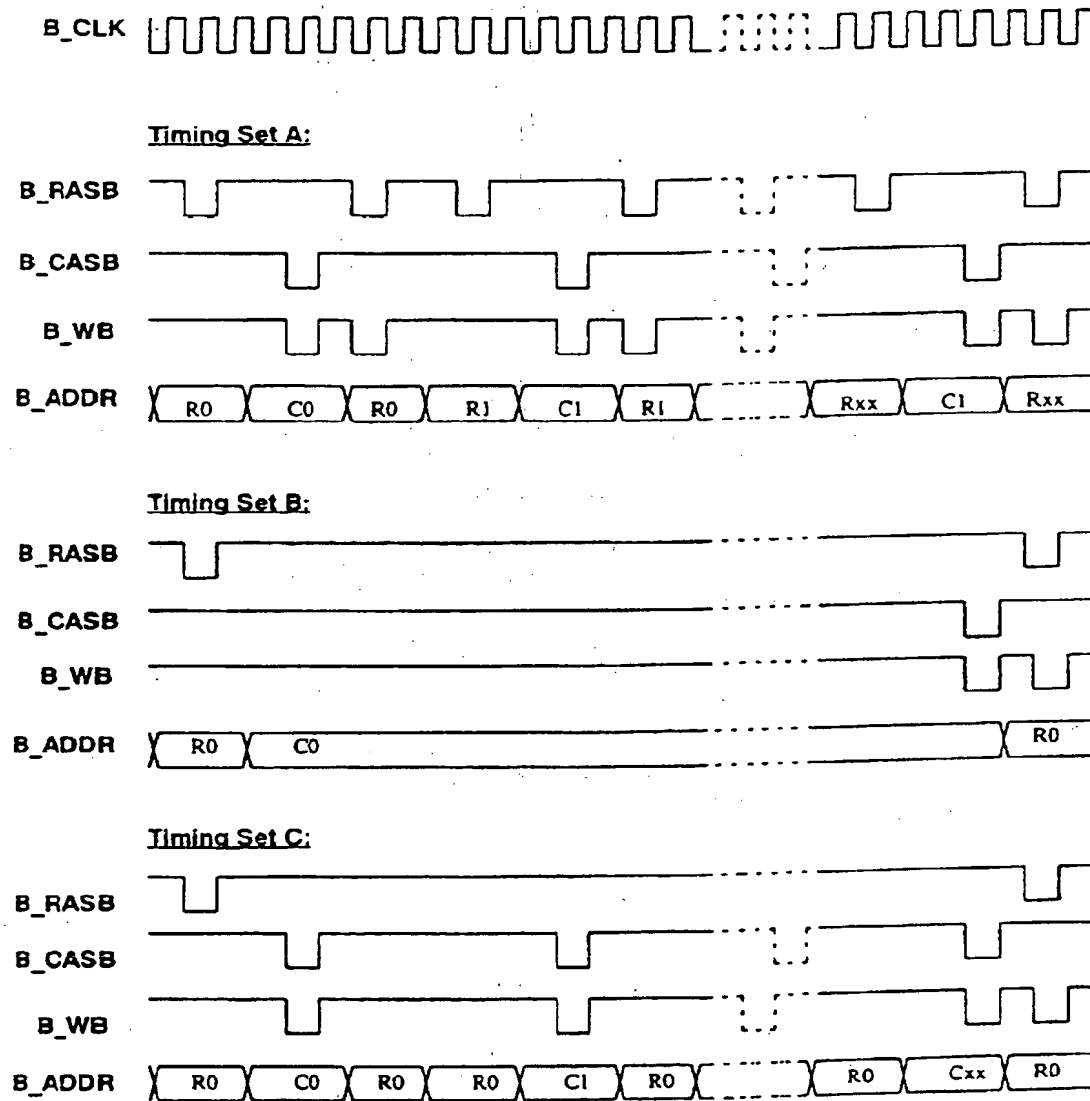 B_CLK
Timing Set A:
B_RASB
B_CASB
B_WB
B_ADDR R0 C0 R0 R1 C1 R1 Rxx C1 Rxx
Timing Set B:
B_RASB
B_CASB
B_WB
B_ADDR R0 C0 R0
Timing Set C:
B_RASB
B_CASB
B_WB
B_ADDR R0 C0 R0 R0 C1 R0 R0 Cxx R0